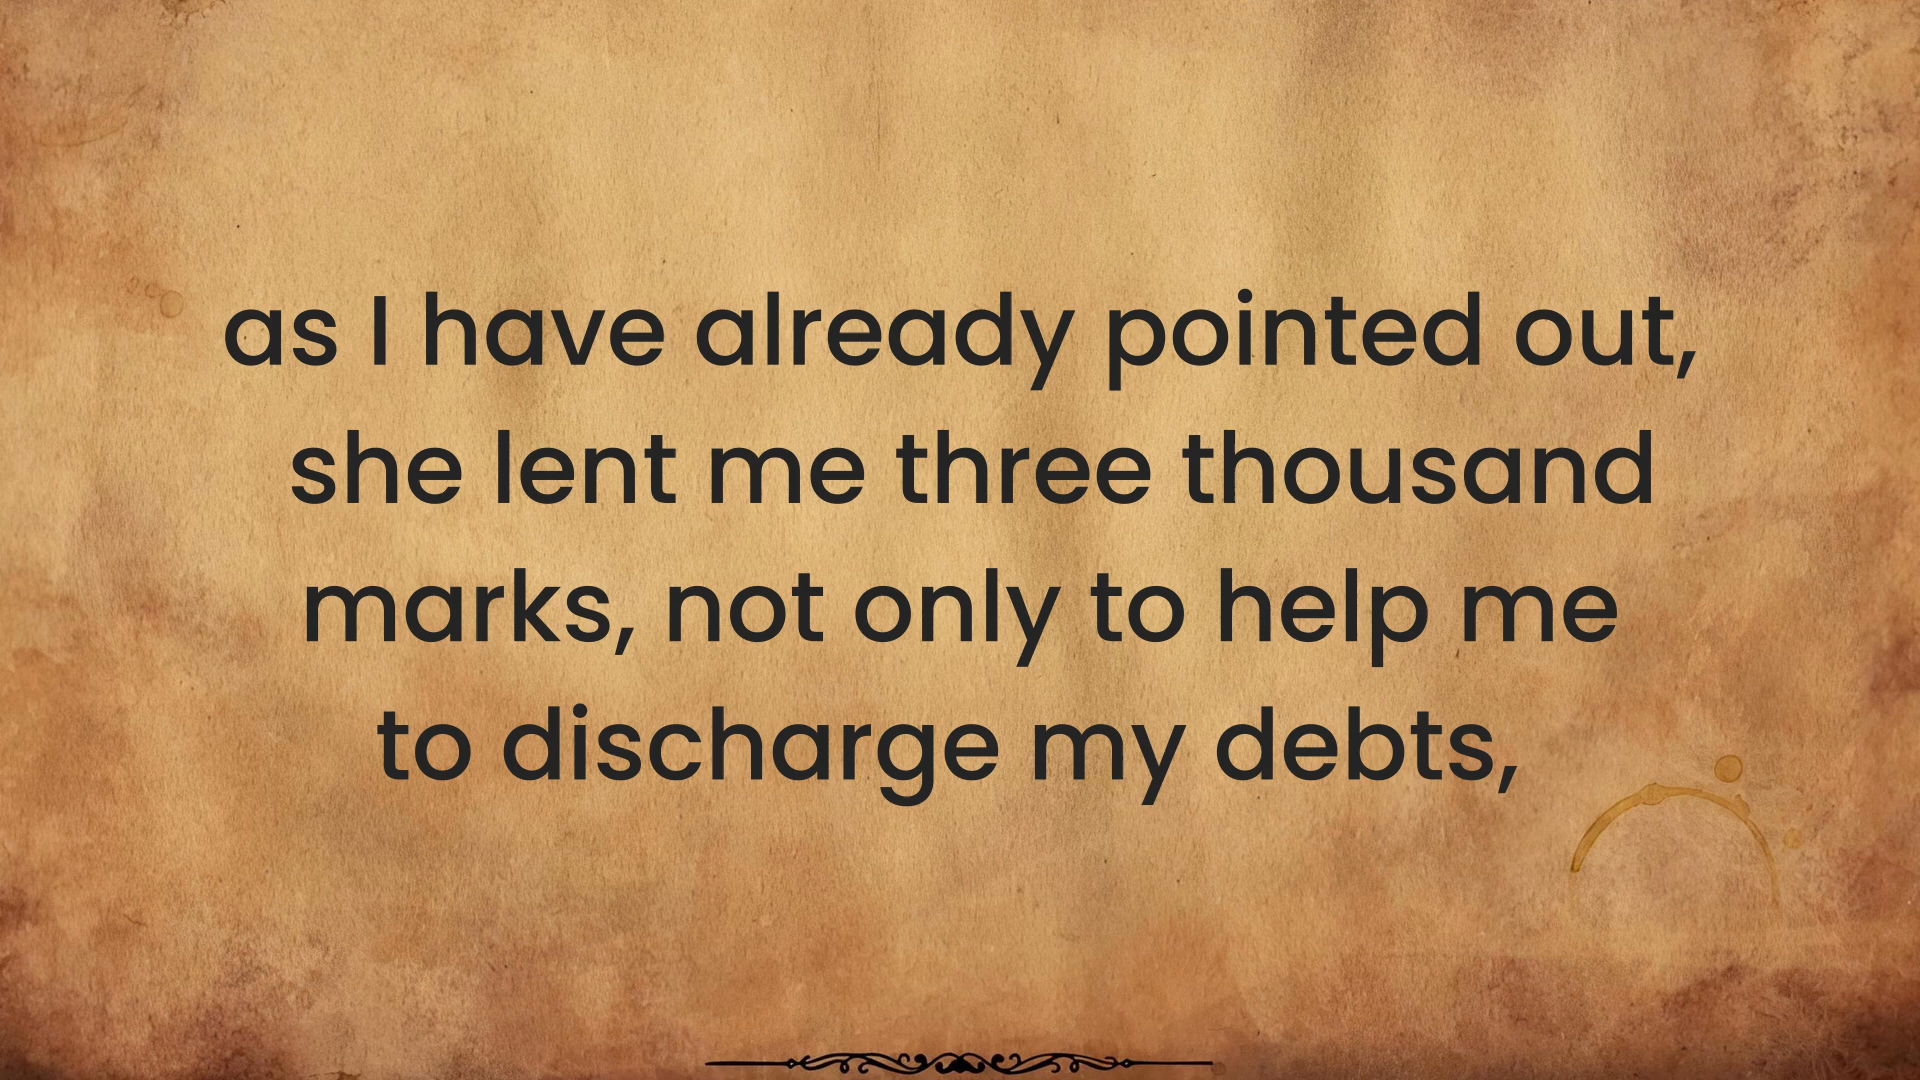 as I have already pointed out,
she lent me three thousand
marks, not only to help me
to discharge my debts,